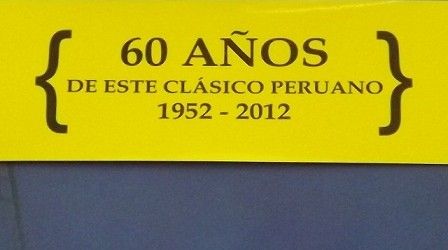 { 60 AÑOS
DE ESTE CLÁSICO PERUANO
1952 - 2012 }